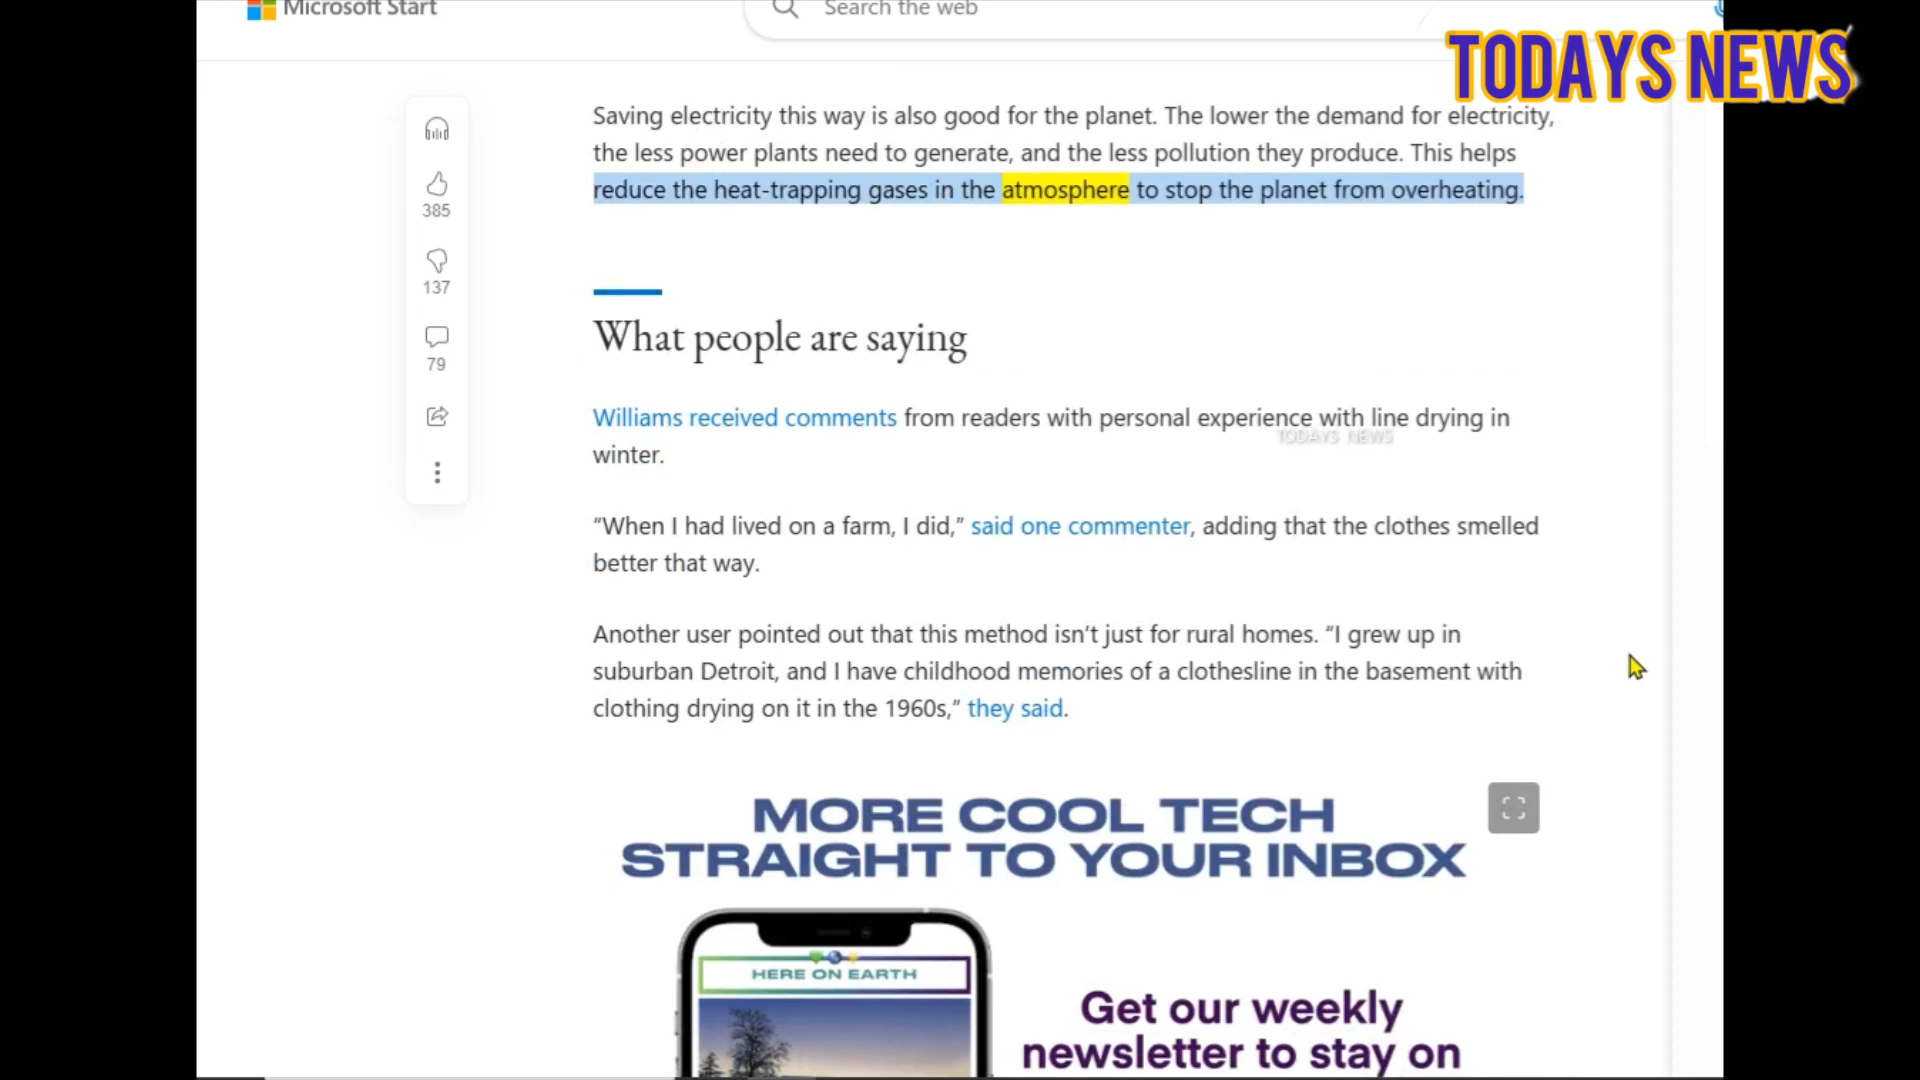 Microsoft Start
Search the web
TODAYS NEWS
Saving electricity this way is also good for the planet. The lower the demand for electricity,
the less power plants need to generate, and the less pollution they produce. This helps
reduce the heat-trapping gases in the atmosphere to stop the planet from overheating.
385
137
79
What people are saying
Williams received comments from readers with personal experience with line drying in
winter.
TODAYS NEWS
“When I had lived on a farm, I did,” said one commenter, adding that the clothes smelled
better that way.
Another user pointed out that this method isn’t just for rural homes. “I grew up in
suburban Detroit, and I have childhood memories of a clothesline in the basement with
clothing drying on it in the 1960s,” they said.
MORE COOL TECH
STRAIGHT TO YOUR INBOX
HERE ON EARTH
Get our weekly
newsletter to stay on